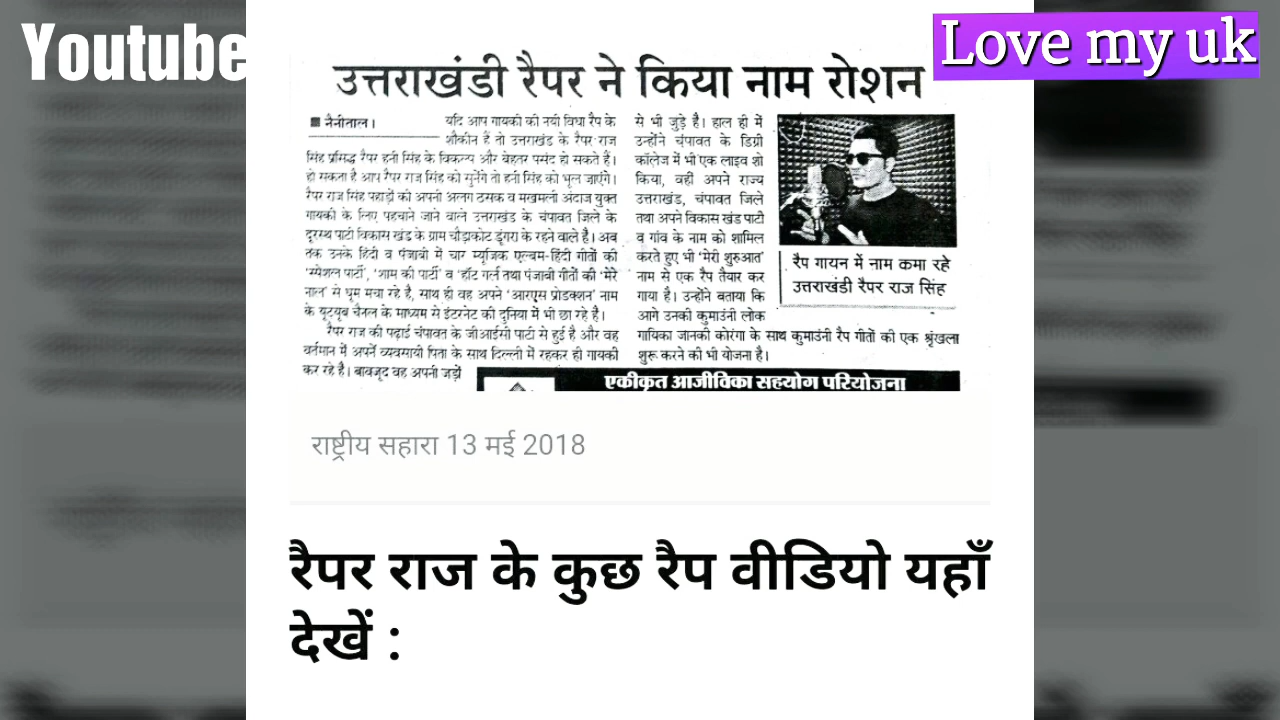 Youtube
Love my uk
उत्तराखंडी रैपर ने किया नाम रोशन
■ नैनीताल।
यदि आप गायकी की नयी विधा रैप के
शौकीन हैं तो उत्तराखंड के रैपर राज
सिंह प्रसिद्ध रैपर हनी सिंह के विकल्प और बेहतर पसंद हो सकते हैं।
हो सकता है आप रैपर राज सिंह को सुनेंगे तो हनी सिंह को भूल जाएंगे।
रैपर राज सिंह पहाड़ों की अपनी अलग ठसक व मखमली अंदाज युक्त
गायकी के लिए पहचाने जाने वाले उत्तराखंड के चंपावत जिले के
दूरस्थ पाटी विकास खंड के ग्राम चौड़ाकोट डूंगरा के रहने वाले हैं। अब
तक उनके हिंदी व पंजाबी में चार म्यूजिक एल्बम-हिंदी गीतों की
'स्पेशल पार्टी', 'शाम की पार्टी' व 'हॉट गर्ल तथा पंजाबी गीतों की 'मेरे
नाल' से धूम मचा रहे है, साथ ही वह अपने 'आरएस प्रोडक्शन' नाम
के यूट्यूब चैनल के माध्यम से इंटरनेट की दुनिया में भी छा रहे है।
रैपर राज की पढ़ाई चंपावत के जीआईसी पाटी से हुई है और वह
वर्तमान में अपनें व्यवसायी पिता के साथ दिल्ली में रहकर ही गायकी
कर रहे है। बावजूद वह अपनी जड़ों
से भी जुड़े है। हाल ही में
उन्होंने चंपावत के डिग्री
कॉलेज में भी एक लाइव शो
किया, वहीं अपने राज्य
उत्तराखंड, चंपावत जिले
तथा अपने विकास खंड पाटी
व गांव के नाम को शामिल
करते हुए भी 'मेरी शुरुआत'
नाम से एक रैप तैयार कर
गाया है। उन्होंने बताया कि
आगे उनकी कुमाउंनी लोक
गायिका जानकी कोरंगा के साथ कुमाउंनी रैप गीतों की एक श्रृंखला
शुरू करने की भी योजना है।
रैप गायन में नाम कमा रहे
उत्तराखंडी रैपर राज सिंह
एकीकृत आजीविका सहयोग परियोजना
राष्ट्रीय सहारा 13 मई 2018
रैपर राज के कुछ रैप वीडियो यहाँ
देखें :